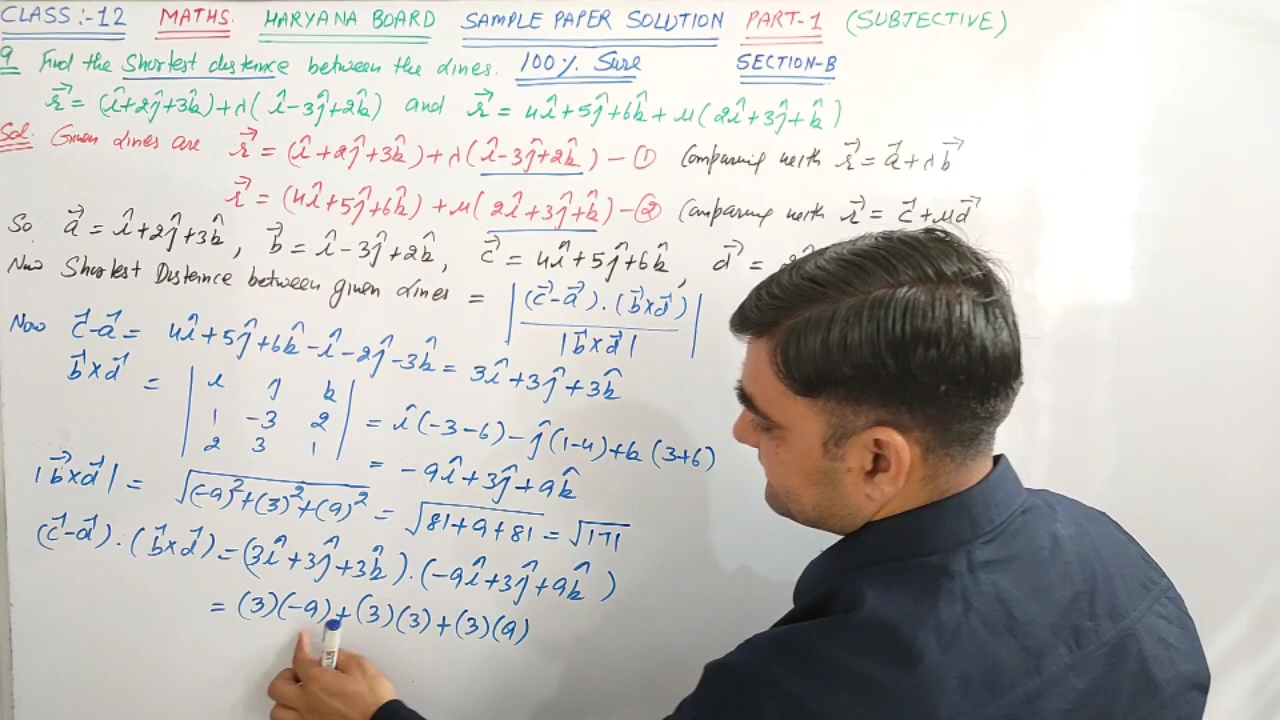 CLASS :- 12 MATHS. HARYANA BOARD SAMPLE PAPER SOLUTION PART-1 (SUBJECTIVE)
Q Find the Shortest distance between the lines. 100% Sure SECTION-B
r⃗ = (î+2ĵ+3k̂)+λ(î-3ĵ+2k̂) and r⃗ = 4î+5ĵ+6k̂+μ(2î+3ĵ+k̂)
Sol. Given Lines are r⃗ = (î+2ĵ+3k̂)+λ(î-3ĵ+2k̂) – ① Comparing with r⃗ = a⃗+λb⃗
r⃗ = (4î+5ĵ+6k̂)+μ(2î+3ĵ+k̂) – ② Comparing with r⃗ = c⃗+μd⃗
So a⃗ = î+2ĵ+3k̂, b⃗ = î-3ĵ+2k̂, c⃗ = 4î+5ĵ+6k̂, d⃗ =
Now Shortest Distance between given Lines = |(c⃗-a⃗).(b⃗×d⃗) / |b⃗×d⃗||
Now c⃗-a⃗ = 4î+5ĵ+6k̂-î-2ĵ-3k̂ = 3î+3ĵ+3k̂
b⃗×d⃗ = | i j k |
| 1 -3 2 | = î(-3-6)-ĵ(1-4)+k(3+6)
| 2 3 1 | = -9î+3ĵ+9k̂
|b⃗×d⃗| = √(-9)²+(3)²+(9)² = √81+9+81 = √171
(c⃗-a⃗).(b⃗×d⃗) = (3î+3ĵ+3k̂).(-9î+3ĵ+9k̂)
= (3)(-9)+(3)(3)+(3)(9)